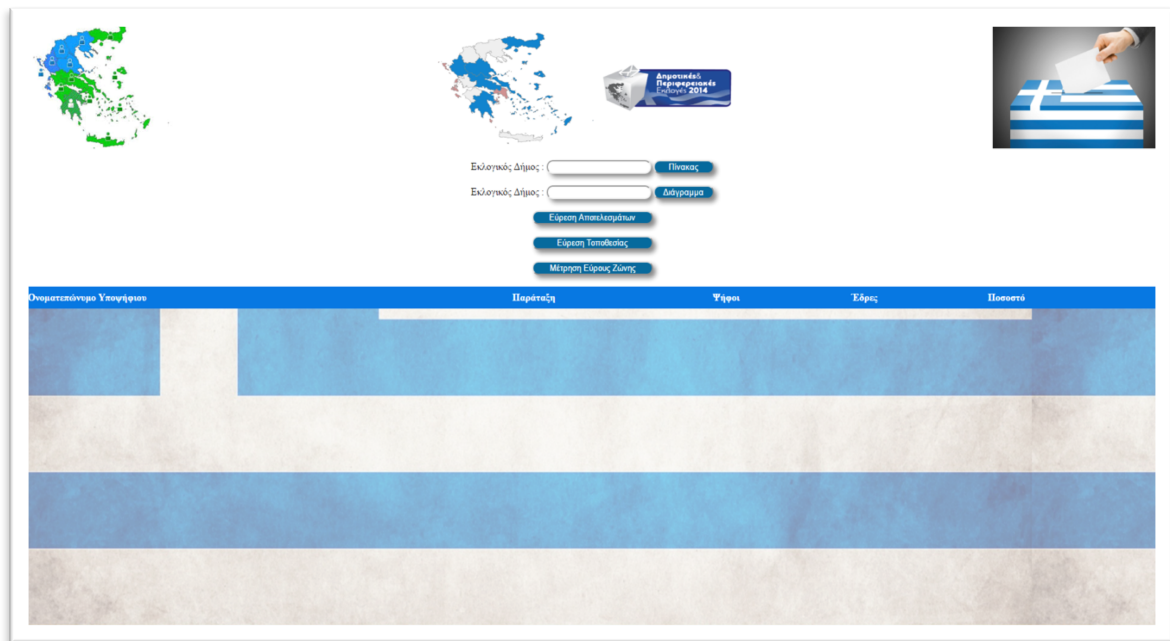 Δημοτικές&
Περιφερειακές
Εκλογές 2014
Εκλογικός Δήμος : Πίνακας
Εκλογικός Δήμος : Διάγραμμα
Εύρεση Αποτελεσμάτων
Εύρεση Τοποθεσίας
Μέτρηση Εύρους Ζώνης
Ονοματεπώνυμο Υποψήφιου Παράταξη Ψήφοι Έδρες Ποσοστό